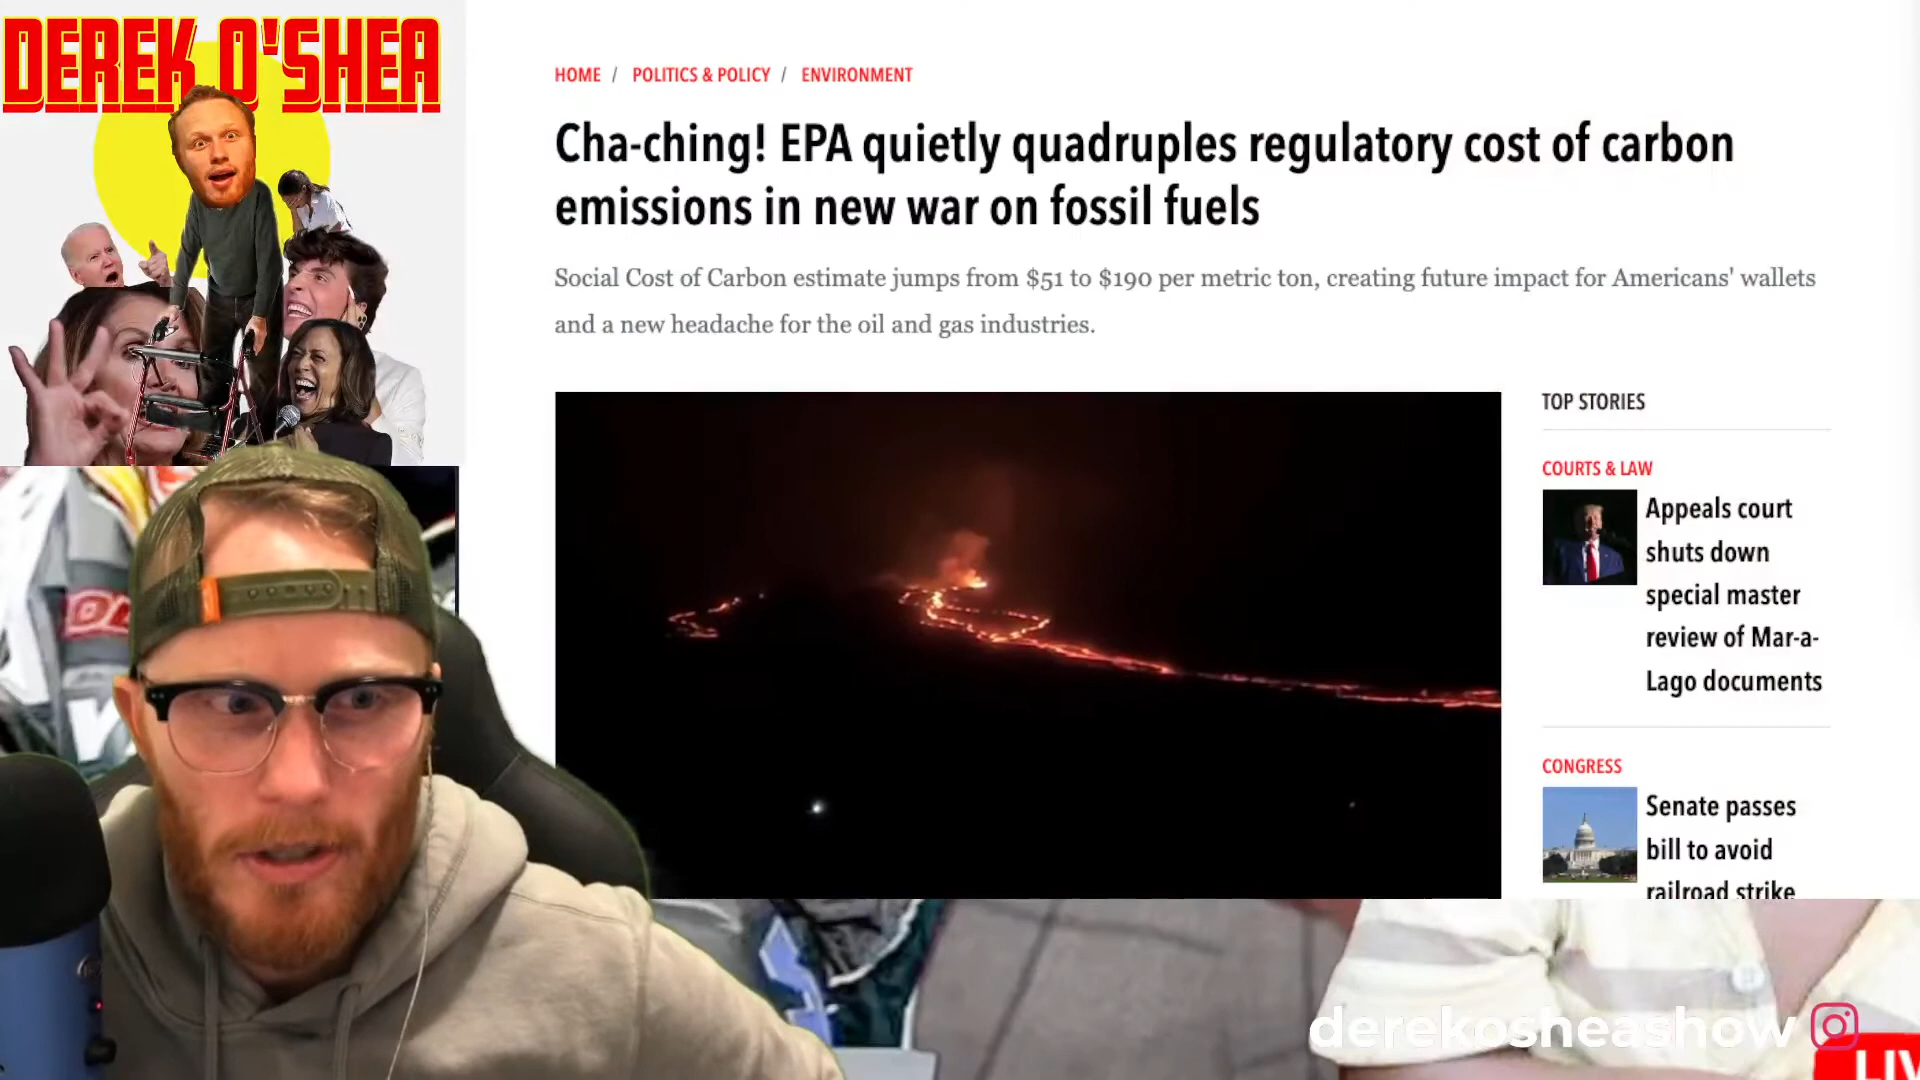 DEREK O'SHEA
HOME / POLITICS & POLICY / ENVIRONMENT
Cha-ching! EPA quietly quadruples regulatory cost of carbon
emissions in new war on fossil fuels
Social Cost of Carbon estimate jumps from $51 to $190 per metric ton, creating future impact for Americans' wallets
and a new headache for the oil and gas industries.
TOP STORIES
COURTS & LAW
Appeals court
shuts down
special master
review of Mar-a-
Lago documents
CONGRESS
Senate passes
bill to avoid
railroad strike
derekosheashow